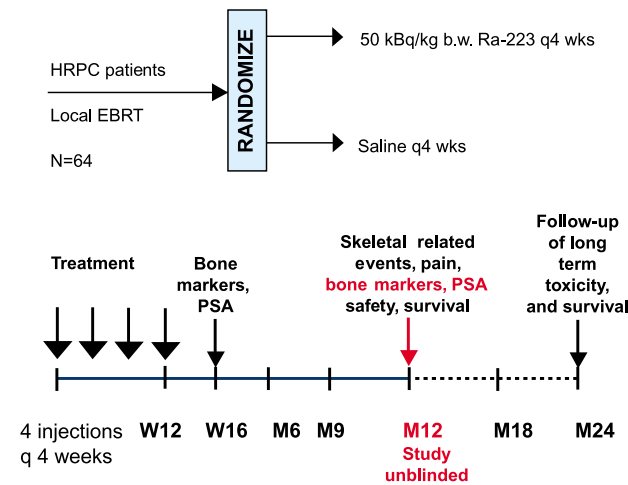 HRPC patients
Local EBRT
N=64
RANDOMIZE
50 kBq/kg b.w. Ra-223 q4 wks
Saline q4 wks
Treatment
Bone
markers,
PSA
Skeletal related
events, pain,
bone markers, PSA
safety, survival
Follow-up
of long
term
toxicity,
and survival
4 injections
q 4 weeks
W12
W16
M6
M9
M12
Study
unblinded
M18
M24